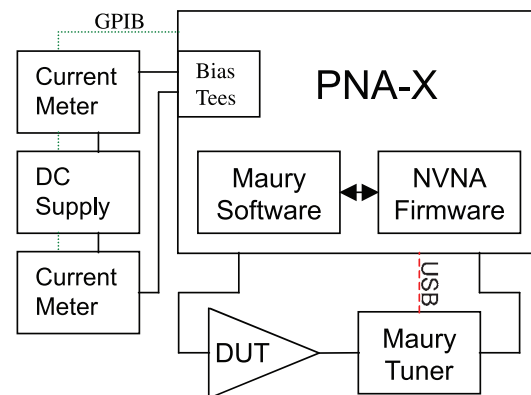 GPIB
Current
Meter
Bias
Tees
PNA-X
DC
Supply
Maury
Software
NVNA
Firmware
Current
Meter
USB
DUT
Maury
Tuner